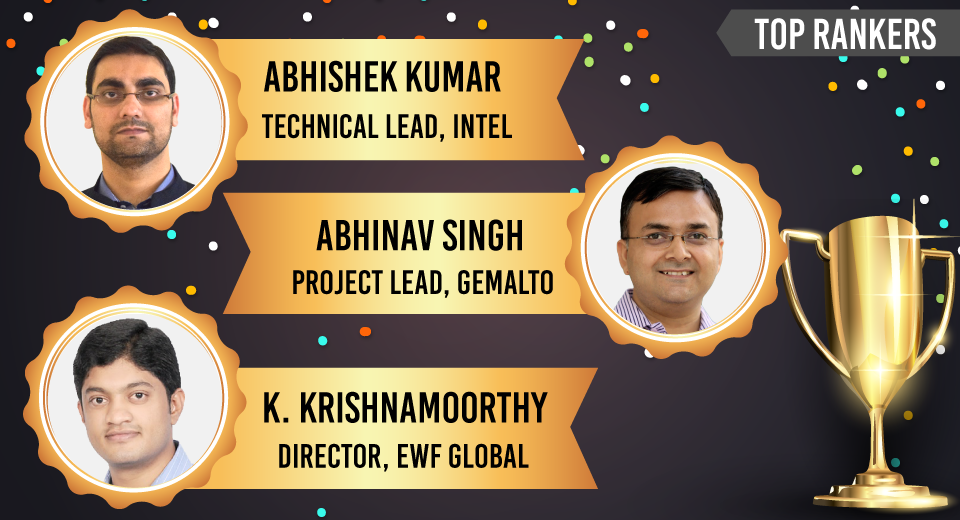 TOP RANKERS
ABHISHEK KUMAR
TECHNICAL LEAD, INTEL
ABHINAV SINGH
PROJECT LEAD, GEMALTO
K. KRISHNAMOORTHY
DIRECTOR, EWF GLOBAL